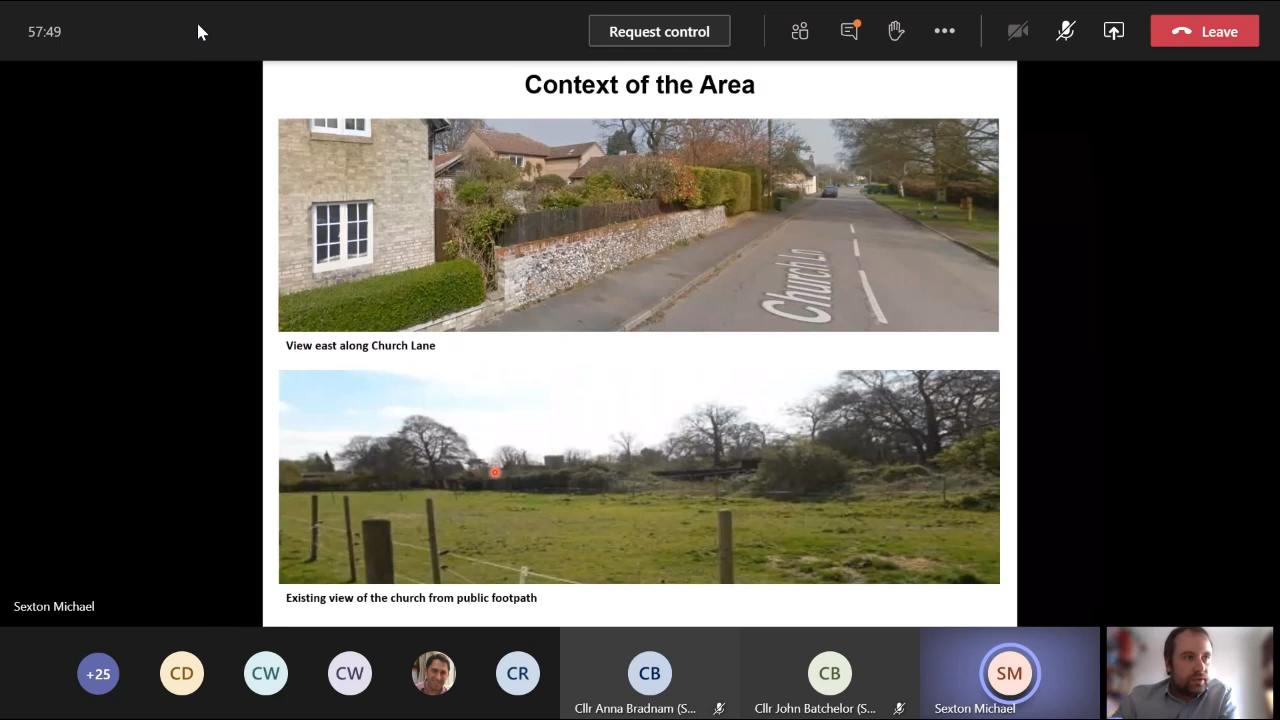 57:49
Request control
Leave
Context of the Area
Church Ln
View east along Church Lane
Existing view of the church from public footpath
Sexton Michael
+25
CD
CW
CW
CR
CB
CB
SM
Cllr Anna Bradnam (S...
Cllr John Batchelor (S...
Sexton Michael